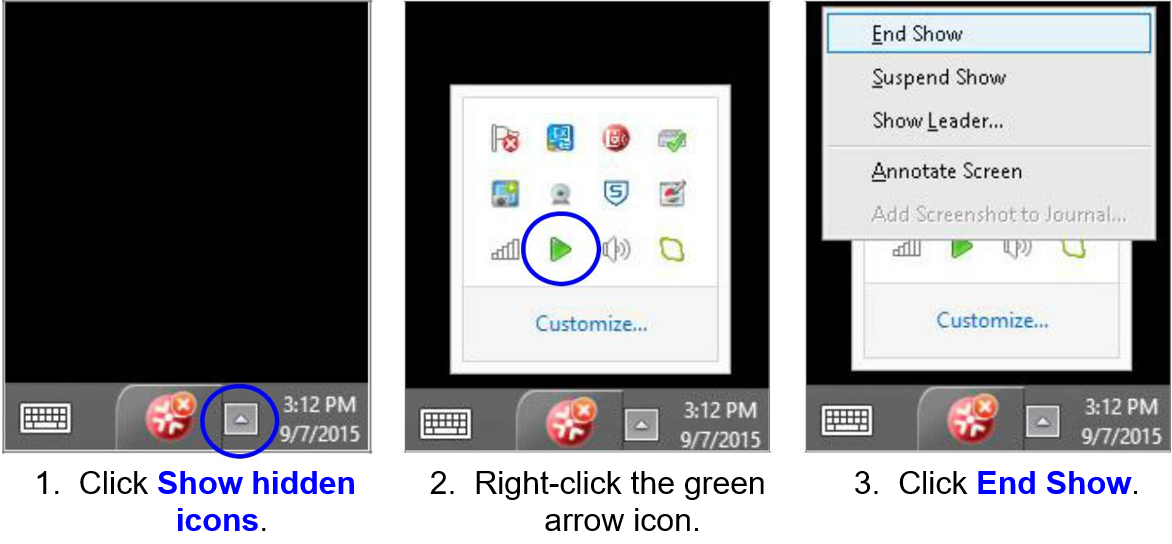 3:12 PM
9/7/2015
1. Click Show hidden
icons.
Customize...
3:12 PM
9/7/2015
2. Right-click the green
arrow icon.
End Show
Suspend Show
Show Leader...
Annotate Screen
Add Screenshot to Journal...
Customize...
3:12 PM
9/7/2015
3. Click End Show.